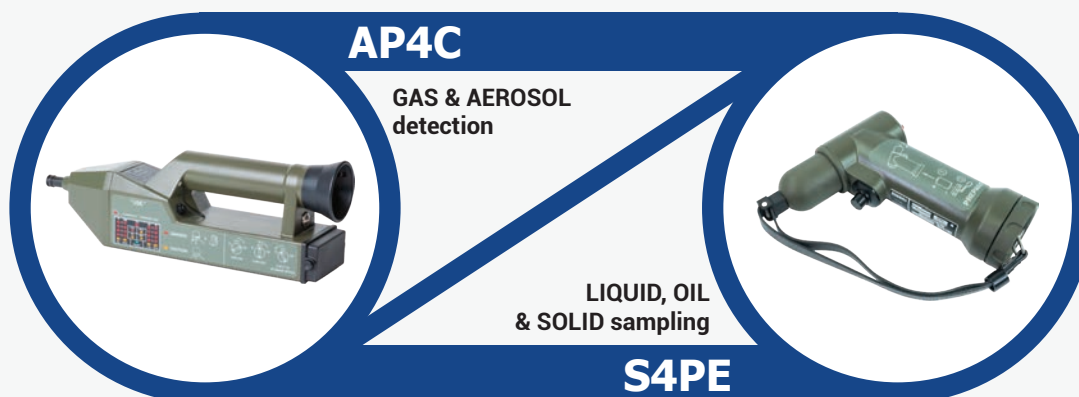 AP4C
GAS & AEROSOL
detection
LIQUID, OIL
& SOLID sampling
S4PE